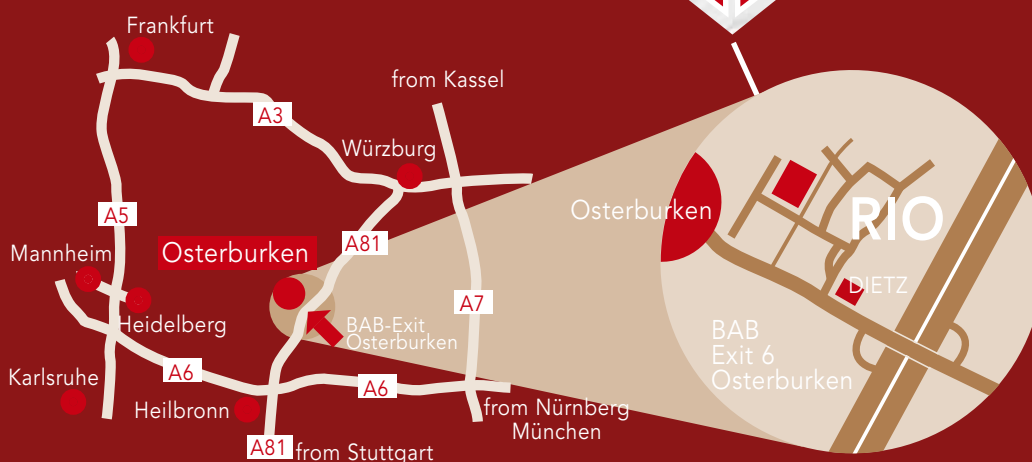 Frankfurt
from Kassel
A3
Würzburg
Osterburken
RIO
A5
A81
Mannheim
Osterburken
DIETZ
A7
Heidelberg
BAB-Exit
Osterburken
BAB
Exit 6
Osterburken
Karlsruhe
A6
A6
Heilbronn
from Nürnberg
München
A81
from Stuttgart